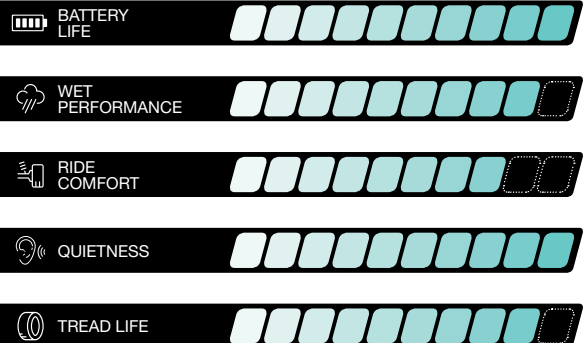 BATTERY
LIFE
WET
PERFORMANCE
RIDE
COMFORT
QUIETNESS
TREAD LIFE